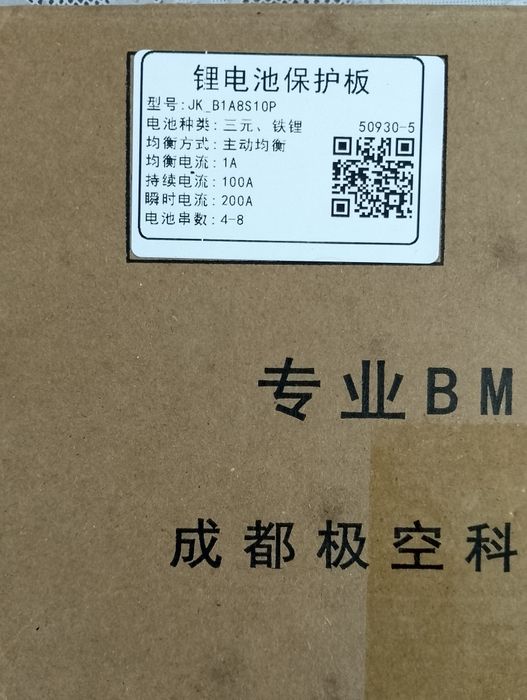 锂电池保护板
型号:JK_B1A8S10P
电池种类:三元、铁锂
50930-5
均衡方式:主动均衡
均衡电流:1A
持续电流:100A
瞬时电流:200A
电池串数:4-8
专业BM
成都极空科